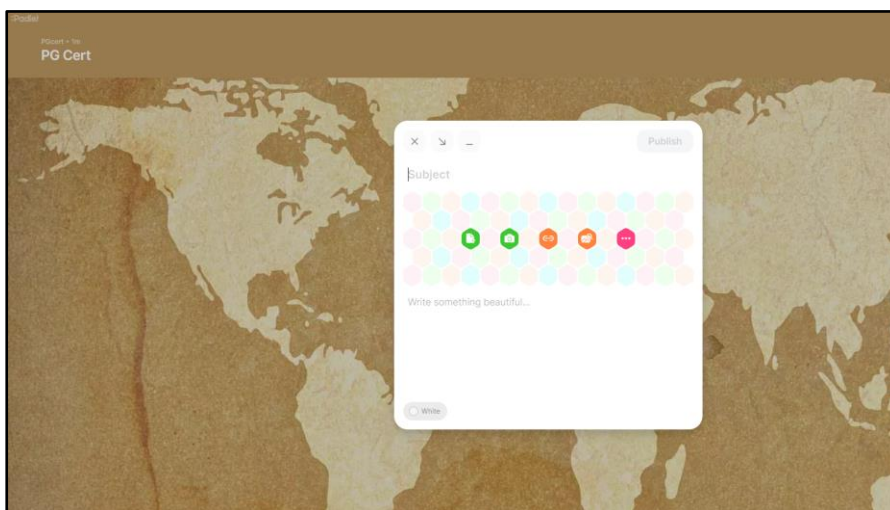 Padlet
PGcert • 1m
PG Cert
Publish
Subject
Write something beautiful...
White